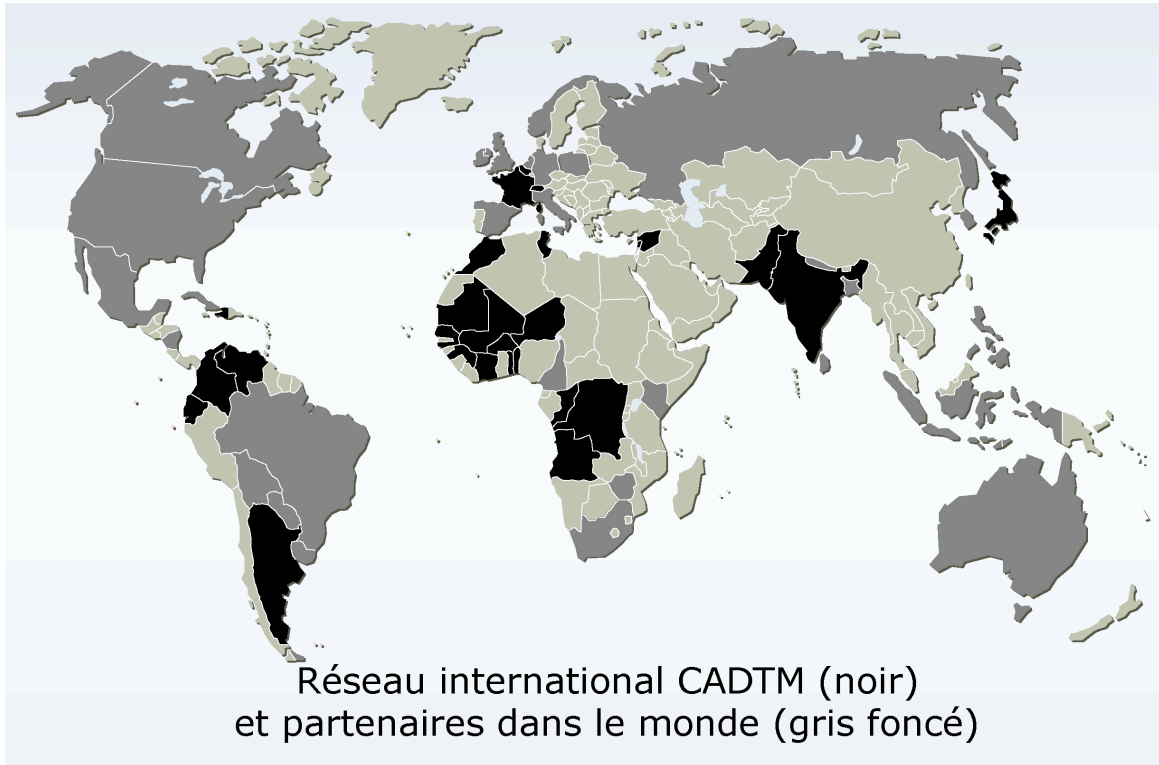 Réseau international CADTM (noir)
et partenaires dans le monde (gris foncé)